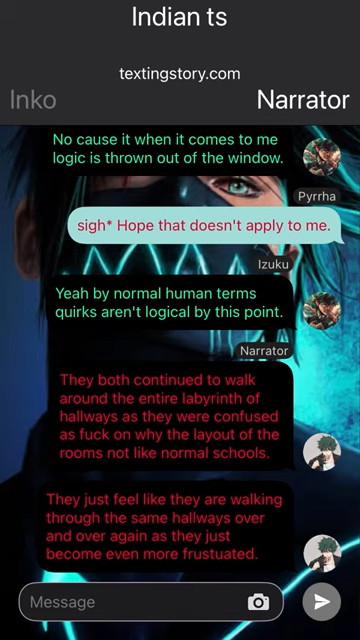 Indian ts
textingstory.com
Inko
Narrator
No cause it when it comes to me
logic is thrown out of the window.
Pyrrha
sigh* Hope that doesn't apply to me.
Izuku
Yeah by normal human terms
quirks aren't logical by this point.
Narrator
They both continued to walk
around the entire labyrinth of
hallways as they were confused
as fuck on why the layout of the
rooms not like normal schools.
They just feel like they are walking
through the same hallways over
and over again as they just
become even more frustuated.
Message